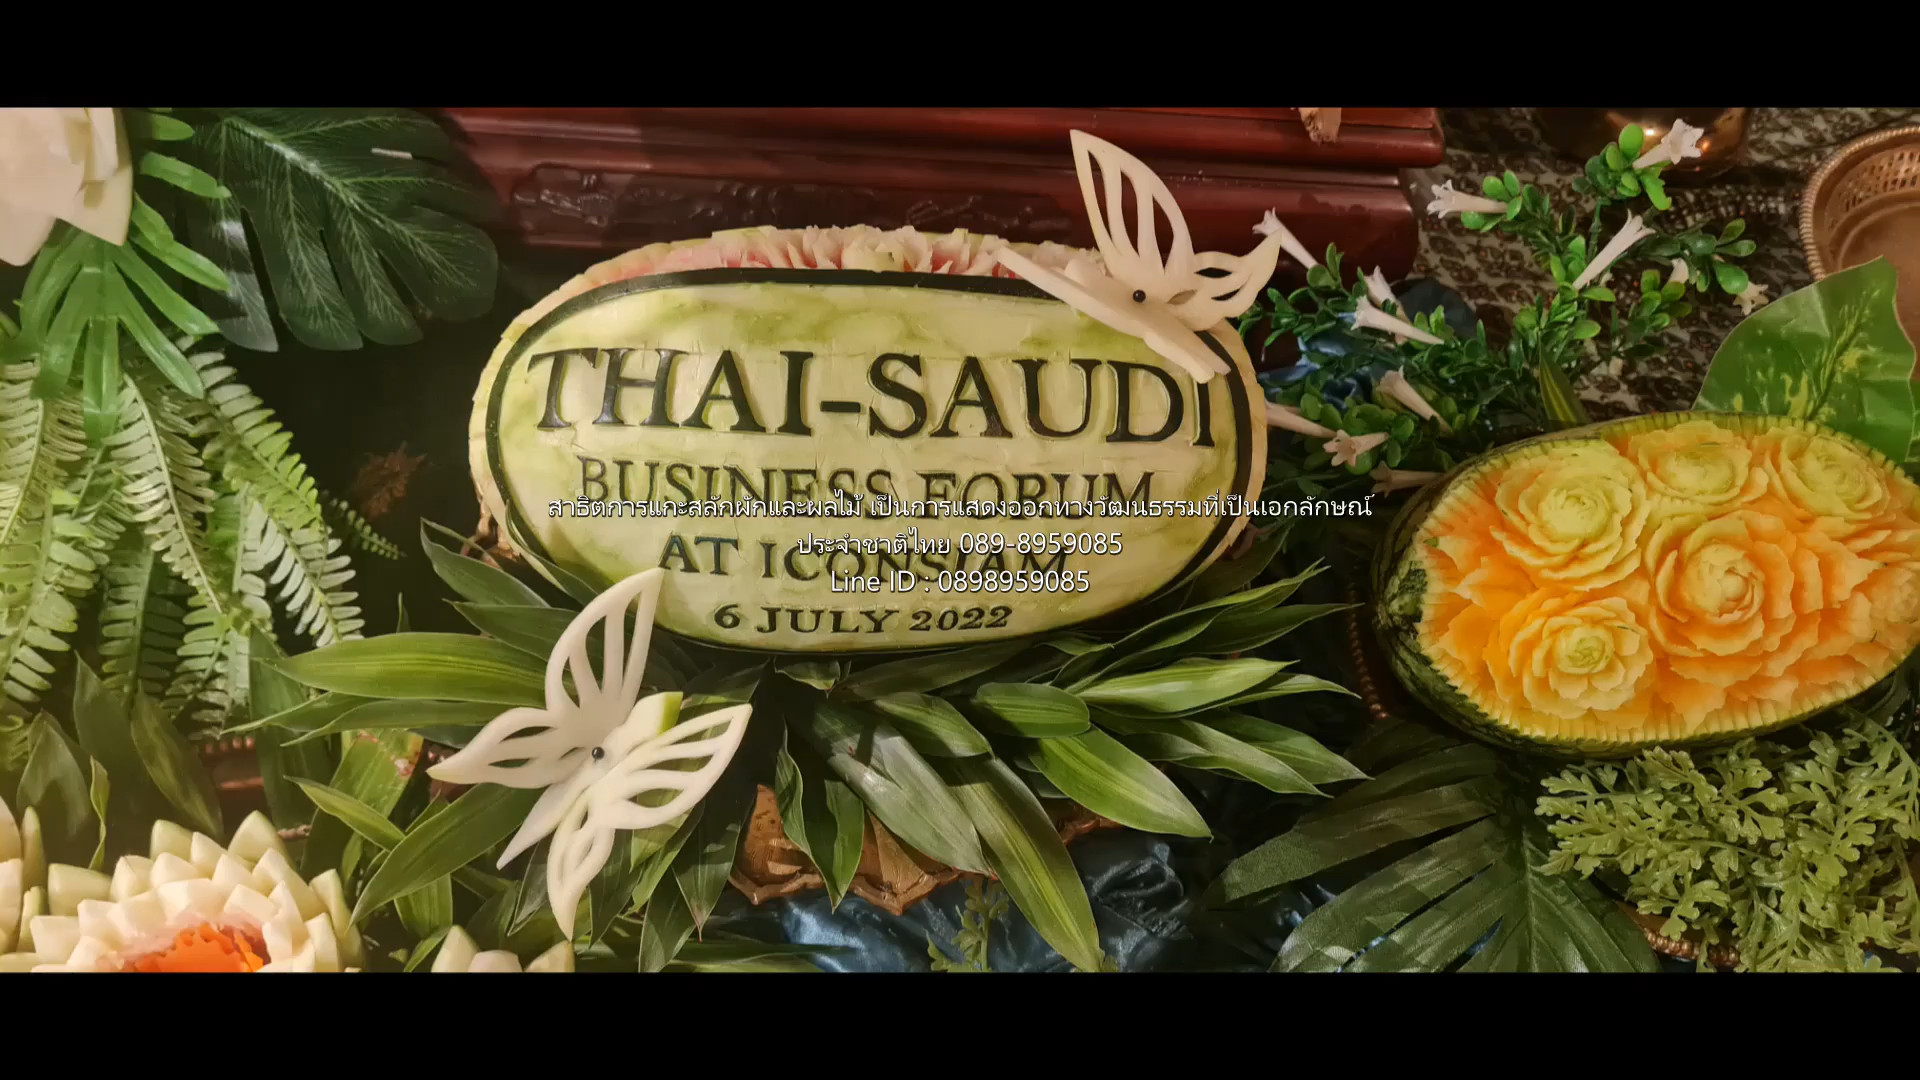 THAI-SAUDI
BUSINESS FORUM
สาธิตการแกะสลักผักและผลไม้ เป็นการแสดงออกทางวัฒนธรรมที่เป็นเอกลักษณ์
ประจำชาติไทย 089-8959085
AT ICONSIAM
Line ID : 0898959085
6 JULY 2022